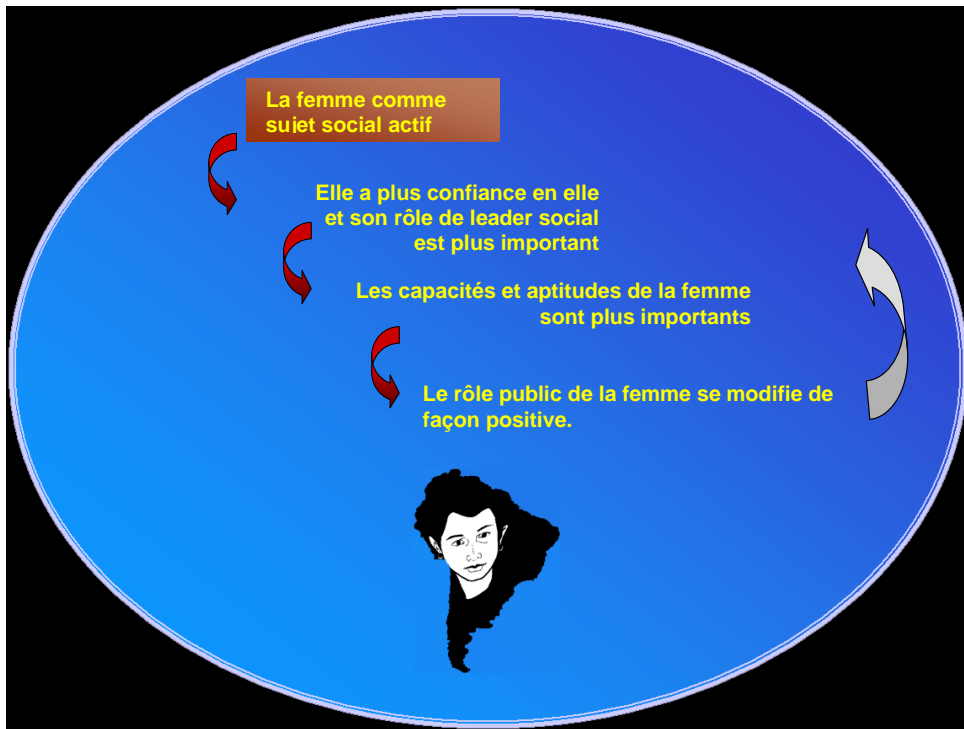 La femme comme
sujet social actif
Elle a plus confiance en elle
et son rôle de leader social
est plus important
Les capacités et aptitudes de la femme
sont plus importants
Le rôle public de la femme se modifie de
façon positive.